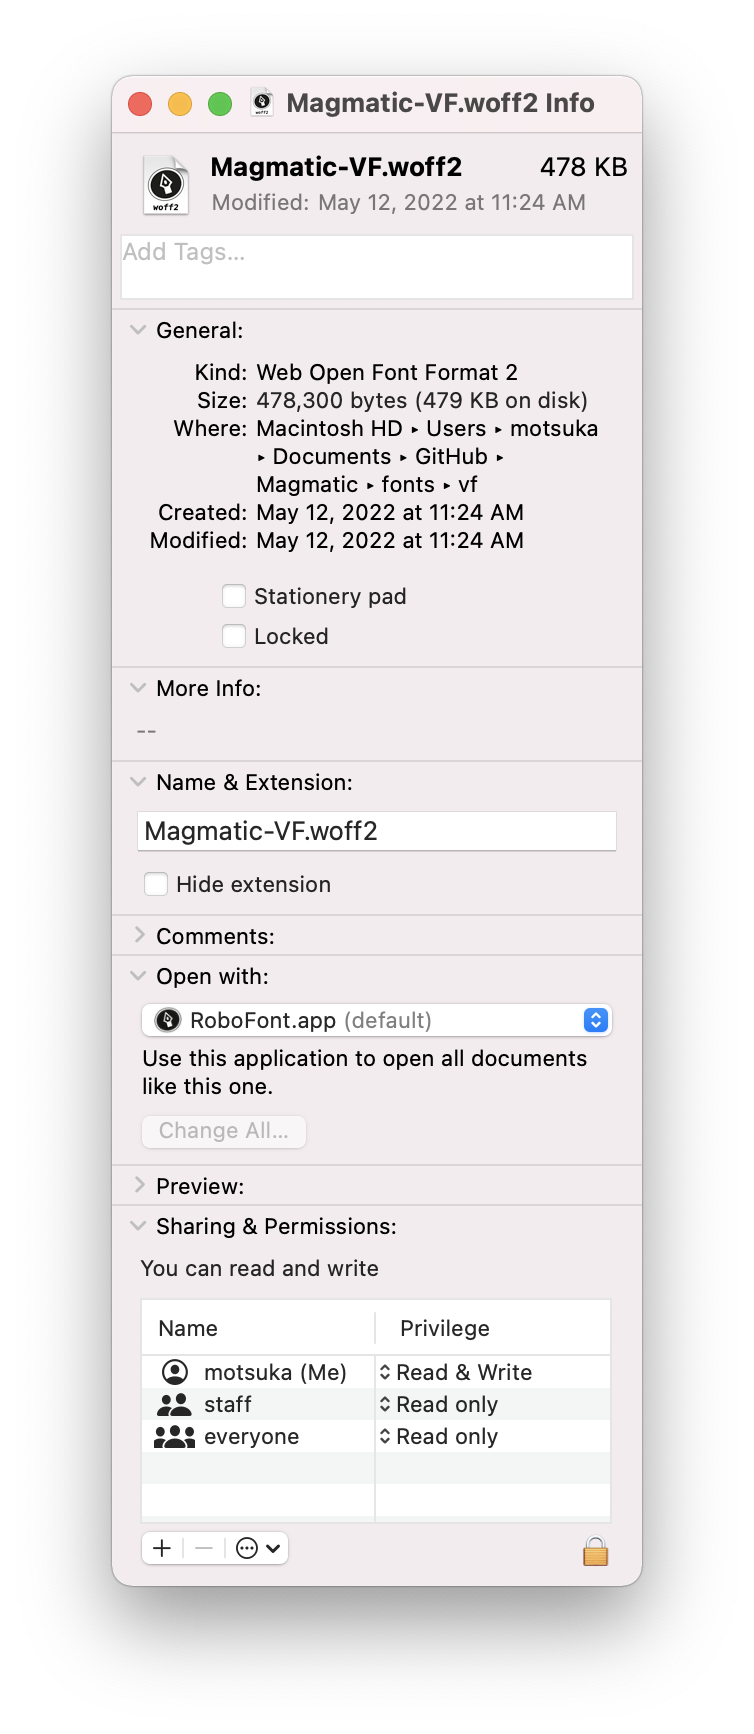 Magmatic-VF.woff2 Info
woff2
Magmatic-VF.woff2 478 KB
Modified: May 12, 2022 at 11:24 AM
woff2
Add Tags...
General:
Kind: Web Open Font Format 2
Size: 478,300 bytes (479 KB on disk)
Where: Macintosh HD ▸ Users ▸ motsuka
▸ Documents ▸ GitHub ▸
Magmatic ▸ fonts ▸ vf
Created: May 12, 2022 at 11:24 AM
Modified: May 12, 2022 at 11:24 AM
Stationery pad
Locked
More Info:
--
Name & Extension:
Magmatic-VF.woff2
Hide extension
Comments:
Open with:
RoboFont.app (default)
Use this application to open all documents
like this one.
Change All...
Preview:
Sharing & Permissions:
You can read and write
Name Privilege
motsuka (Me) Read & Write
staff Read only
everyone Read only